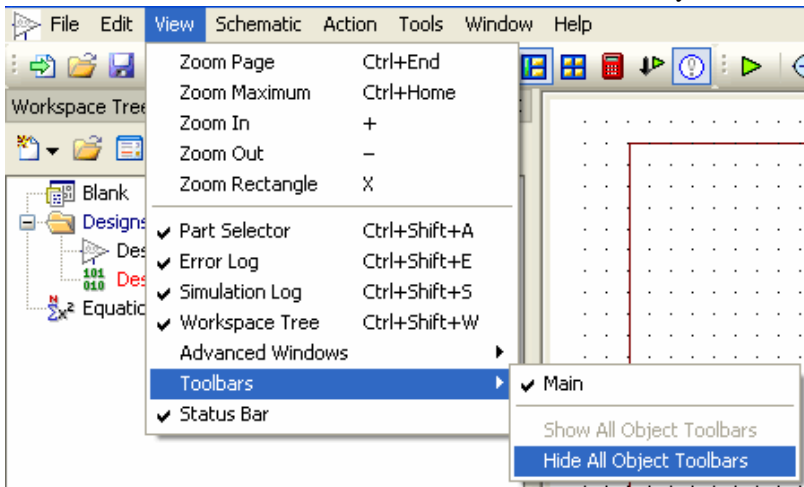 File Edit View Schematic Action Tools Window Help
Workspace Tree
Zoom Page Ctrl+End
Zoom Maximum Ctrl+Home
Zoom In +
Zoom Out –
Zoom Rectangle X
Blank
Designs
Des
101
010 Des
N
Σx² Equatio
Part Selector Ctrl+Shift+A
Error Log Ctrl+Shift+E
Simulation Log Ctrl+Shift+S
Workspace Tree Ctrl+Shift+W
Advanced Windows
Toolbars
Status Bar
Main
Show All Object Toolbars
Hide All Object Toolbars